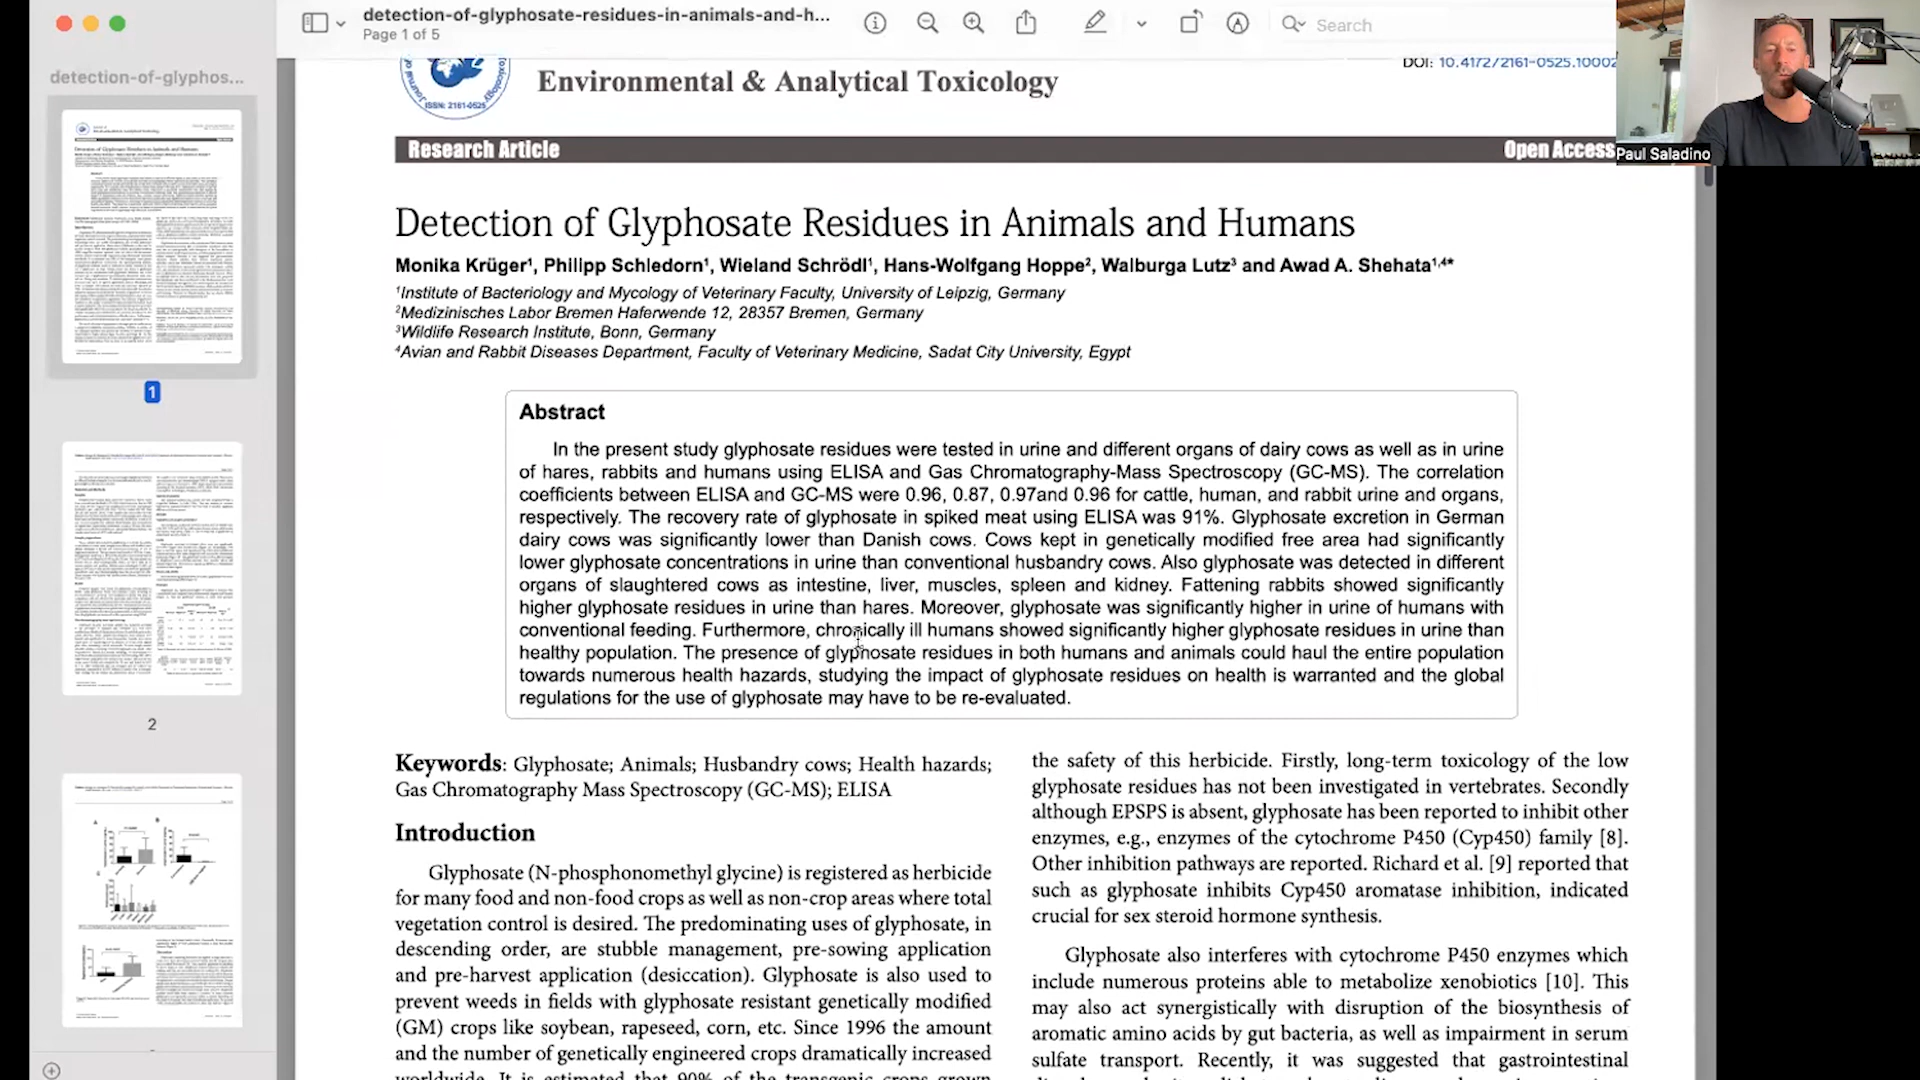 detection-of-glyphosate-residues-in-animals-and-h...
Page 1 of 5
Search
detection-of-glyphos...
1
2
Environmental & Analytical Toxicology
ISSN: 2161-0525
DOI: 10.4172/2161-0525.1000
Research Article
Open Access
Paul Saladino
Detection of Glyphosate Residues in Animals and Humans
Monika Krüger¹, Philipp Schledorn¹, Wieland Schrödl¹, Hans-Wolfgang Hoppe², Walburga Lutz³ and Awad A. Shehata¹,⁴*
¹Institute of Bacteriology and Mycology of Veterinary Faculty, University of Leipzig, Germany
²Medizinisches Labor Bremen Haferwende 12, 28357 Bremen, Germany
³Wildlife Research Institute, Bonn, Germany
⁴Avian and Rabbit Diseases Department, Faculty of Veterinary Medicine, Sadat City University, Egypt
Abstract
In the present study glyphosate residues were tested in urine and different organs of dairy cows as well as in urine
of hares, rabbits and humans using ELISA and Gas Chromatography-Mass Spectroscopy (GC-MS). The correlation
coefficients between ELISA and GC-MS were 0.96, 0.87, 0.97and 0.96 for cattle, human, and rabbit urine and organs,
respectively. The recovery rate of glyphosate in spiked meat using ELISA was 91%. Glyphosate excretion in German
dairy cows was significantly lower than Danish cows. Cows kept in genetically modified free area had significantly
lower glyphosate concentrations in urine than conventional husbandry cows. Also glyphosate was detected in different
organs of slaughtered cows as intestine, liver, muscles, spleen and kidney. Fattening rabbits showed significantly
higher glyphosate residues in urine than hares. Moreover, glyphosate was significantly higher in urine of humans with
conventional feeding. Furthermore, chronically ill humans showed significantly higher glyphosate residues in urine than
healthy population. The presence of glyphosate residues in both humans and animals could haul the entire population
towards numerous health hazards, studying the impact of glyphosate residues on health is warranted and the global
regulations for the use of glyphosate may have to be re-evaluated.
Keywords: Glyphosate; Animals; Husbandry cows; Health hazards;
Gas Chromatography Mass Spectroscopy (GC-MS); ELISA
Introduction
Glyphosate (N-phosphonomethyl glycine) is registered as herbicide
for many food and non-food crops as well as non-crop areas where total
vegetation control is desired. The predominating uses of glyphosate, in
descending order, are stubble management, pre-sowing application
and pre-harvest application (desiccation). Glyphosate is also used to
prevent weeds in fields with glyphosate resistant genetically modified
(GM) crops like soybean, rapeseed, corn, etc. Since 1996 the amount
and the number of genetically engineered crops dramatically increased
worldwide. It is estimated that 90% of the transgenic crops grown
the safety of this herbicide. Firstly, long-term toxicology of the low
glyphosate residues has not been investigated in vertebrates. Secondly
although EPSPS is absent, glyphosate has been reported to inhibit other
enzymes, e.g., enzymes of the cytochrome P450 (Cyp450) family [8].
Other inhibition pathways are reported. Richard et al. [9] reported that
such as glyphosate inhibits Cyp450 aromatase inhibition, indicated
crucial for sex steroid hormone synthesis.
Glyphosate also interferes with cytochrome P450 enzymes which
include numerous proteins able to metabolize xenobiotics [10]. This
may also act synergistically with disruption of the biosynthesis of
aromatic amino acids by gut bacteria, as well as impairment in serum
sulfate transport. Recently, it was suggested that gastrointestinal